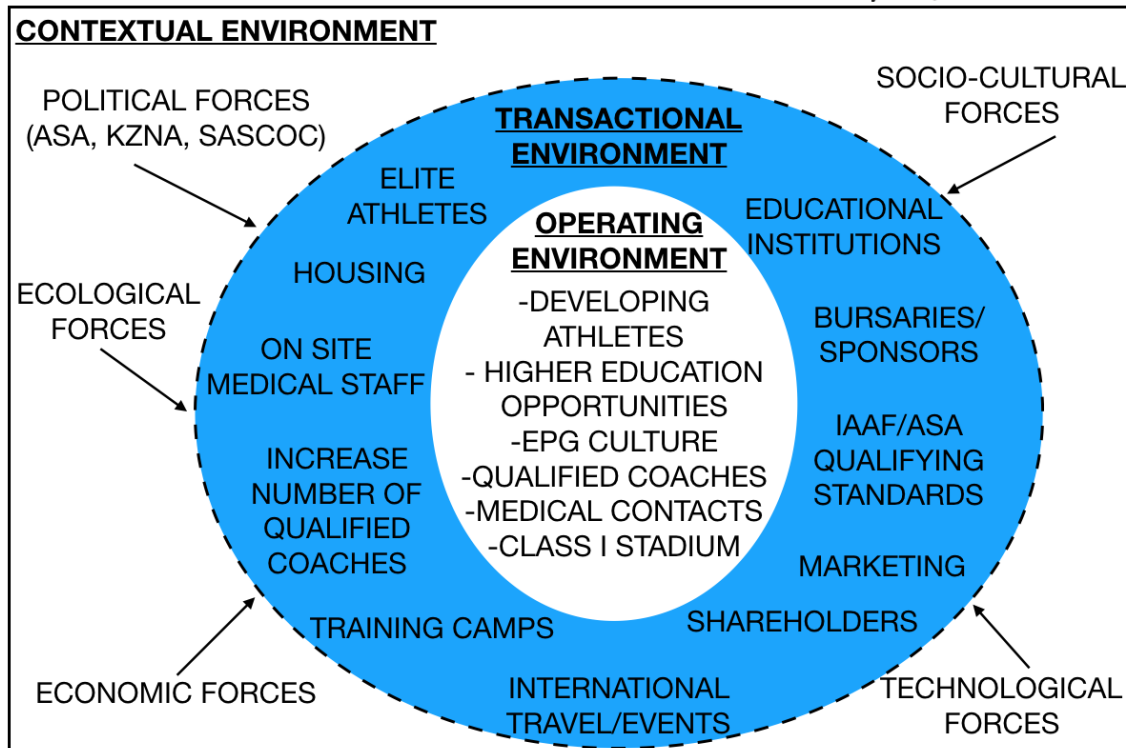 CONTEXTUAL ENVIRONMENT
POLITICAL FORCES
(ASA, KZNA, SASCOC)
SOCIO-CULTURAL
FORCES
ECOLOGICAL
FORCES
ECONOMIC FORCES
TECHNOLOGICAL
FORCES
TRANSACTIONAL
ENVIRONMENT
ELITE
ATHLETES
HOUSING
ON SITE
MEDICAL STAFF
INCREASE
NUMBER OF
QUALIFIED
COACHES
TRAINING CAMPS
INTERNATIONAL
TRAVEL/EVENTS
SHAREHOLDERS
MARKETING
IAAF/ASA
QUALIFYING
STANDARDS
BURSARIES/
SPONSORS
EDUCATIONAL
INSTITUTIONS
OPERATING
ENVIRONMENT
-DEVELOPING
ATHLETES
- HIGHER EDUCATION
OPPORTUNITIES
-EPG CULTURE
-QUALIFIED COACHES
-MEDICAL CONTACTS
-CLASS I STADIUM